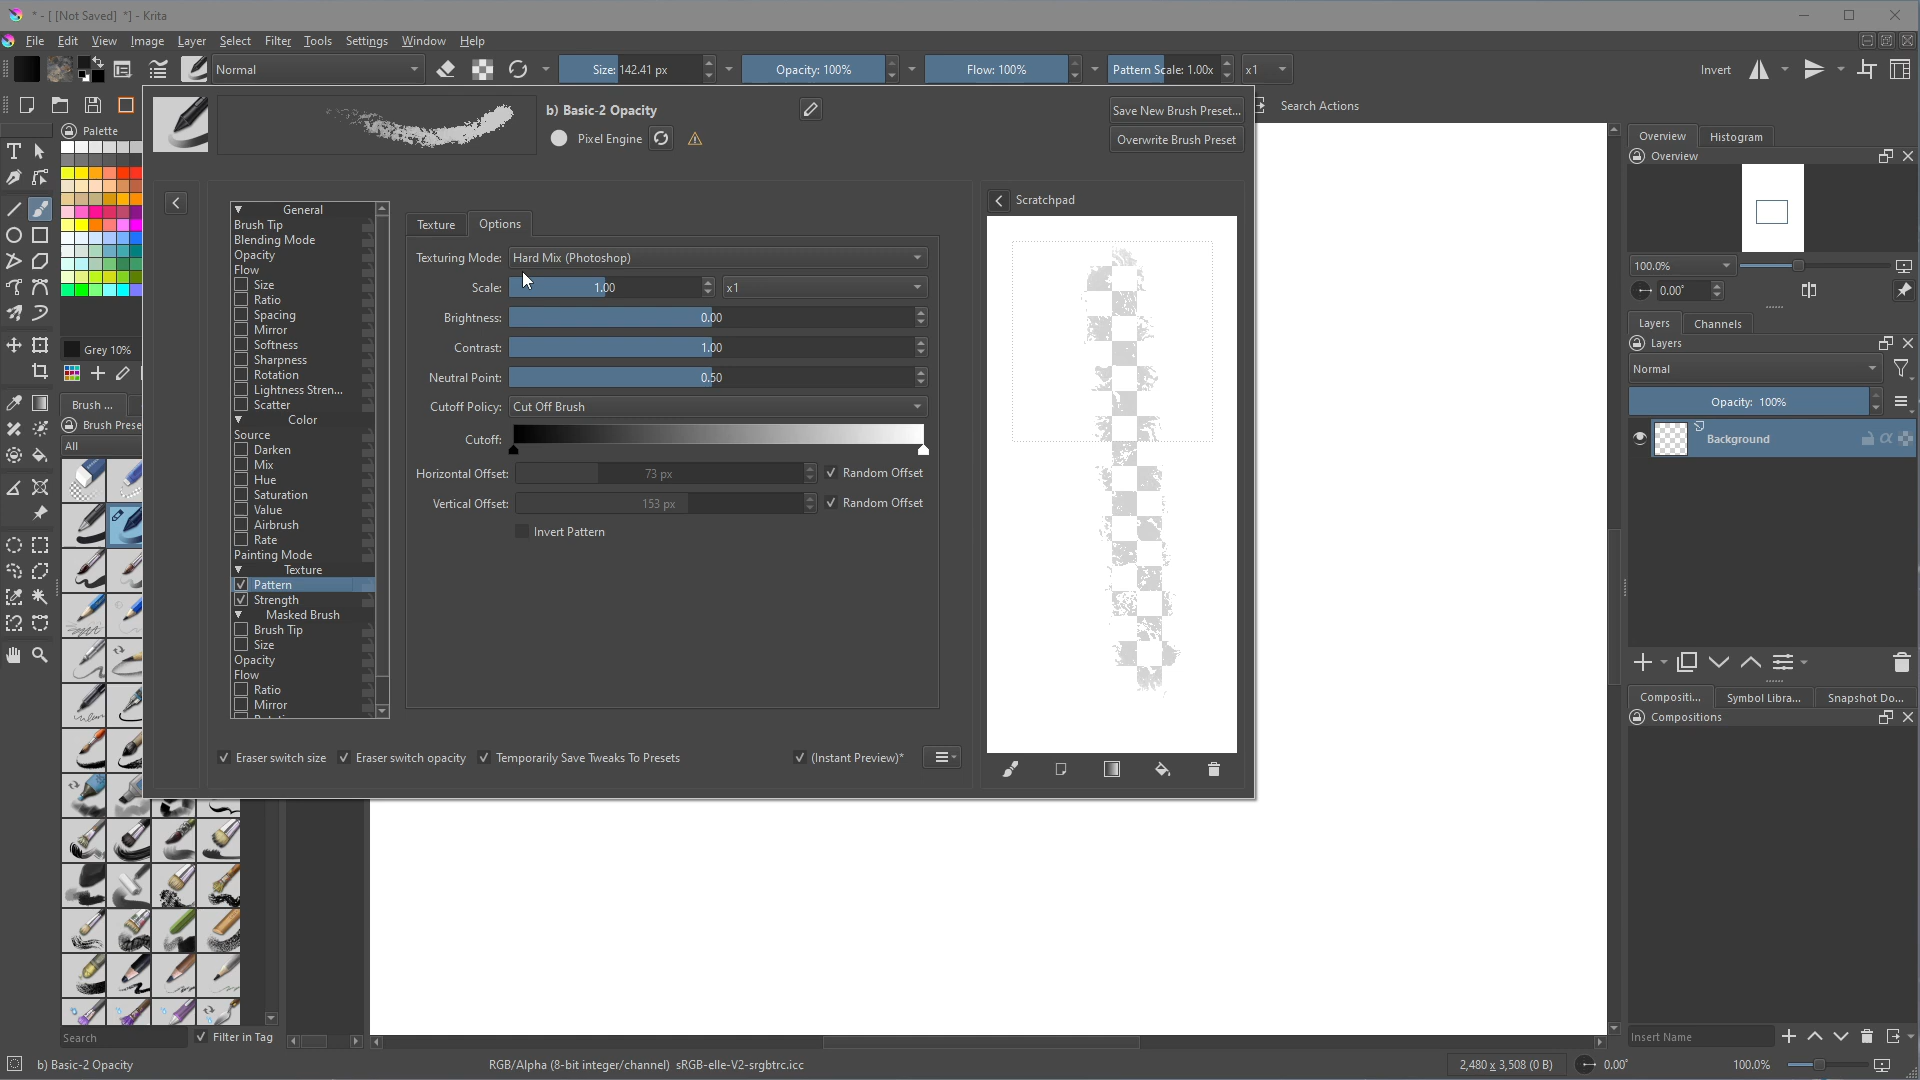 * - [ [Not Saved] *] - Krita
File Edit View Image Layer Select Filter Tools Settings Window Help
Normal Size: 142.41 px Opacity: 100% Flow: 100% Pattern Scale: 1.00x x1 Invert
Search Actions
b) Basic-2 Opacity
Pixel Engine
Save New Brush Preset...
Overwrite Brush Preset
Palette
Grey 10%
Brush ...
Brush Prese
All
General
Brush Tip
Blending Mode
Opacity
Flow
Size
Ratio
Spacing
Mirror
Softness
Sharpness
Rotation
Lightness Stren...
Scatter
Color
Source
Darken
Mix
Hue
Saturation
Value
Airbrush
Rate
Painting Mode
Texture
Pattern
Strength
Masked Brush
Brush Tip
Size
Opacity
Flow
Ratio
Mirror
Texture Options
Texturing Mode: Hard Mix (Photoshop)
Scale: 1.00 x1
Brightness: 0.00
Contrast: 1.00
Neutral Point: 0.50
Cutoff Policy: Cut Off Brush
Cutoff:
Horizontal Offset: 73 px Random Offset
Vertical Offset: 153 px Random Offset
Invert Pattern
Eraser switch size Eraser switch opacity Temporarily Save Tweaks To Presets (Instant Preview)*
Scratchpad
Overview Histogram
Overview
100.0%
0.00°
Layers Channels
Layers
Normal
Opacity: 100%
Background
Compositi... Symbol Libra... Snapshot Do...
Compositions
Insert Name
Search Filter in Tag
b) Basic-2 Opacity RGB/Alpha (8-bit integer/channel) sRGB-elle-V2-srgbtrc.icc 2,480 x 3,508 (0 B) 0.00° 100.0%